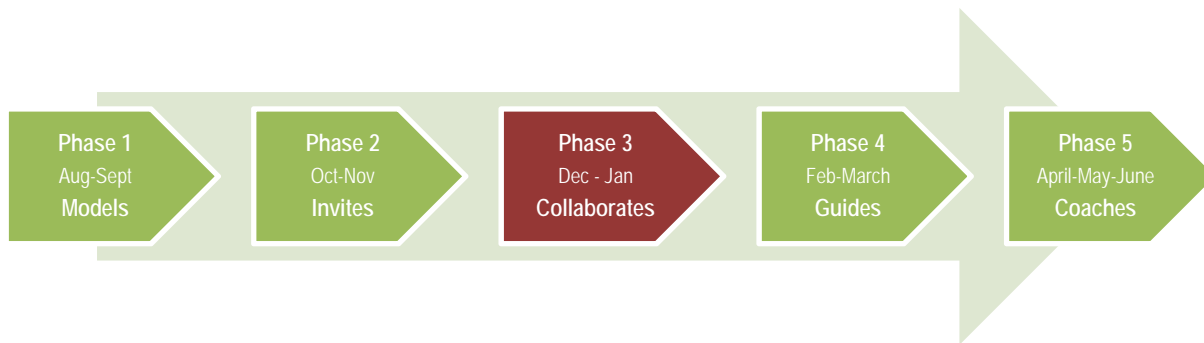 Phase 1
Aug-Sept
Models
Phase 2
Oct-Nov
Invites
Phase 3
Dec - Jan
Collaborates
Phase 4
Feb-March
Guides
Phase 5
April-May-June
Coaches